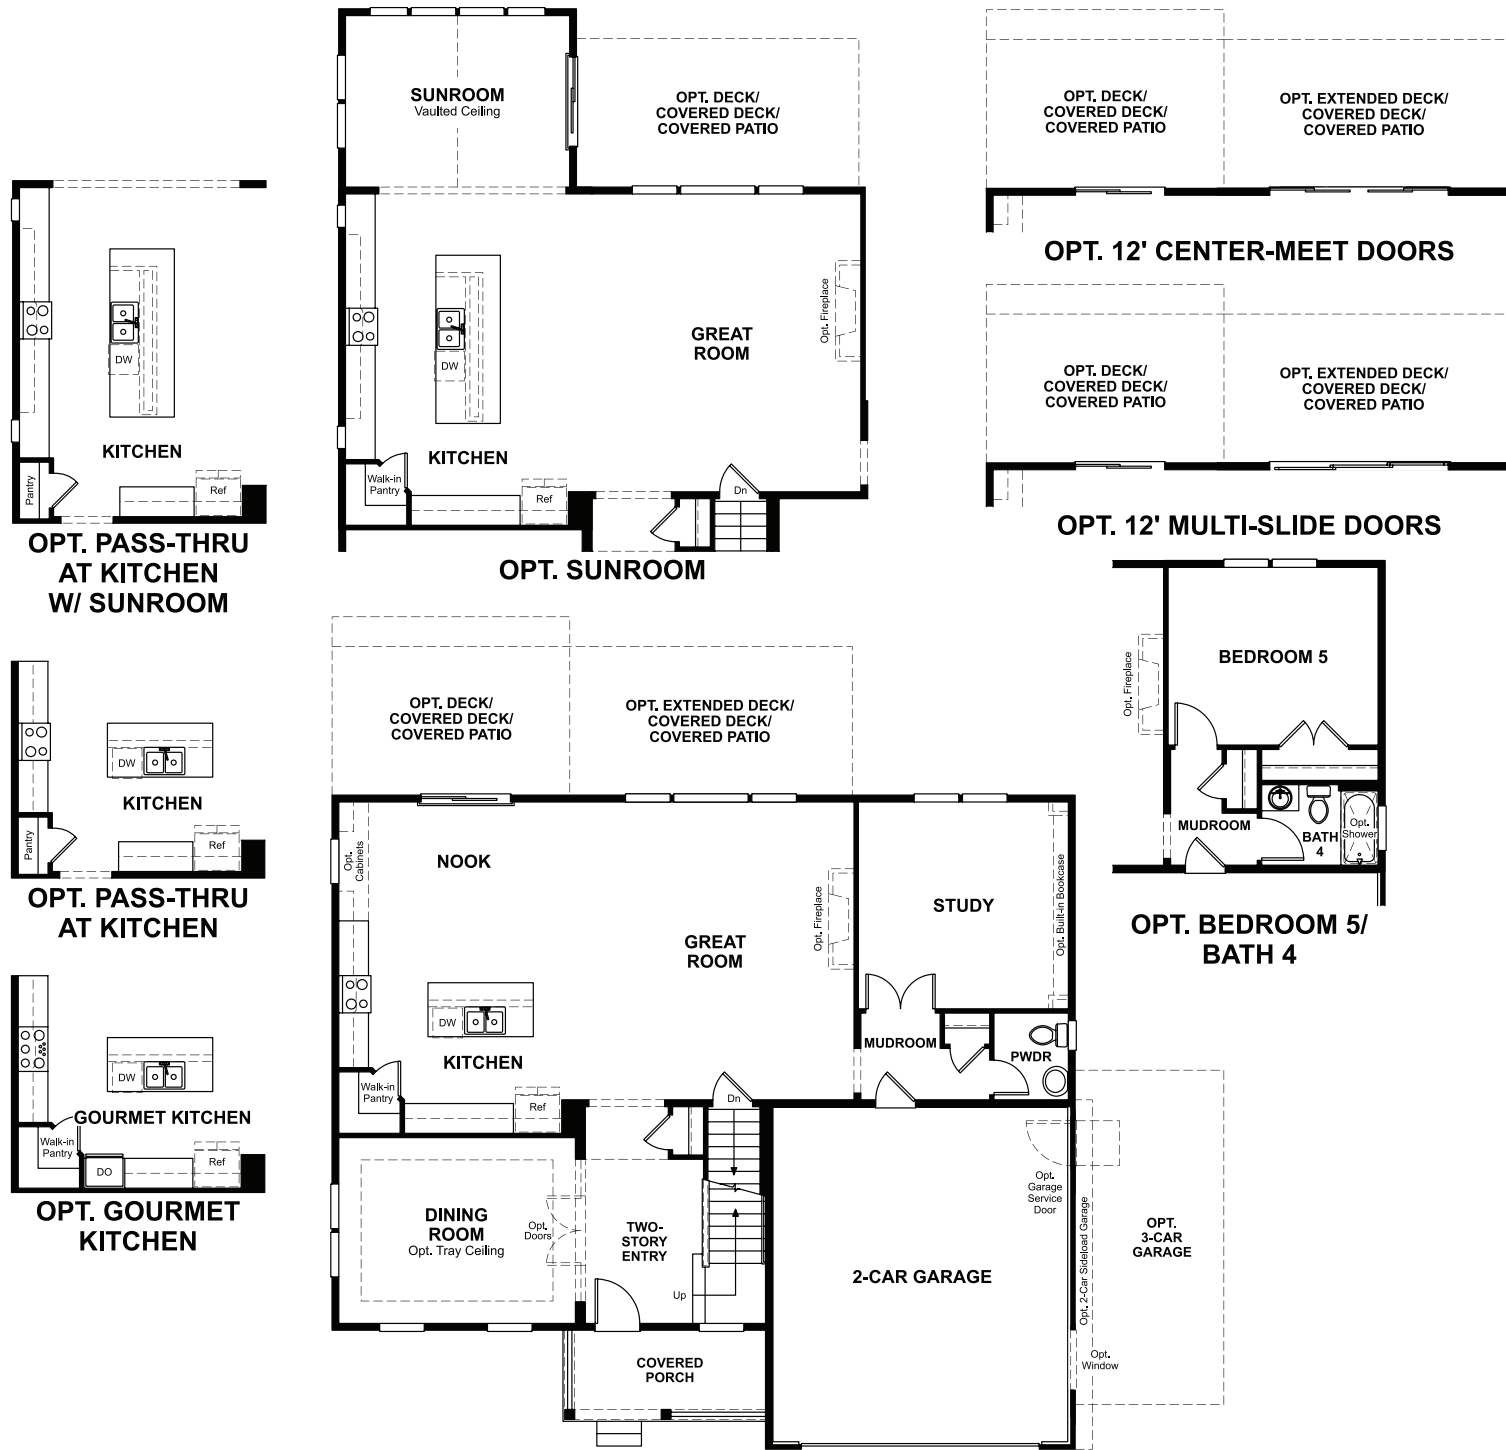 SUNROOM
Vaulted Ceiling
OPT. DECK/
COVERED DECK/
COVERED PATIO
Opt. Fireplace
GREAT
ROOM
DW
KITCHEN
Walk-in
Pantry
Ref
Dn
OPT. SUNROOM
DW
KITCHEN
Pantry
Ref
OPT. PASS-THRU
AT KITCHEN
W/ SUNROOM
OPT. DECK/
COVERED DECK/
COVERED PATIO
OPT. EXTENDED DECK/
COVERED DECK/
COVERED PATIO
OPT. 12' CENTER-MEET DOORS
OPT. DECK/
COVERED DECK/
COVERED PATIO
OPT. EXTENDED DECK/
COVERED DECK/
COVERED PATIO
OPT. 12' MULTI-SLIDE DOORS
DW
KITCHEN
Pantry
Ref
OPT. PASS-THRU
AT KITCHEN
DW
GOURMET KITCHEN
Walk-in
Pantry
DO
Ref
OPT. GOURMET
KITCHEN
BEDROOM 5
Opt. Fireplace
MUDROOM
BATH
4
Opt.
Shower
OPT. BEDROOM 5/
BATH 4
OPT. DECK/
COVERED DECK/
COVERED PATIO
OPT. EXTENDED DECK/
COVERED DECK/
COVERED PATIO
Opt.
Cabinets
NOOK
Opt. Fireplace
STUDY
Opt. Built-in Bookcase
GREAT
ROOM
DW
KITCHEN
MUDROOM
PWDR
Walk-in
Pantry
Ref
Dn
DINING
ROOM
Opt. Tray Ceiling
Opt.
Doors
TWO-
STORY
ENTRY
Up
COVERED
PORCH
2-CAR GARAGE
Opt.
Garage
Service
Door
Opt. 2-Car Sideload Garage
Opt.
Window
OPT.
3-CAR
GARAGE